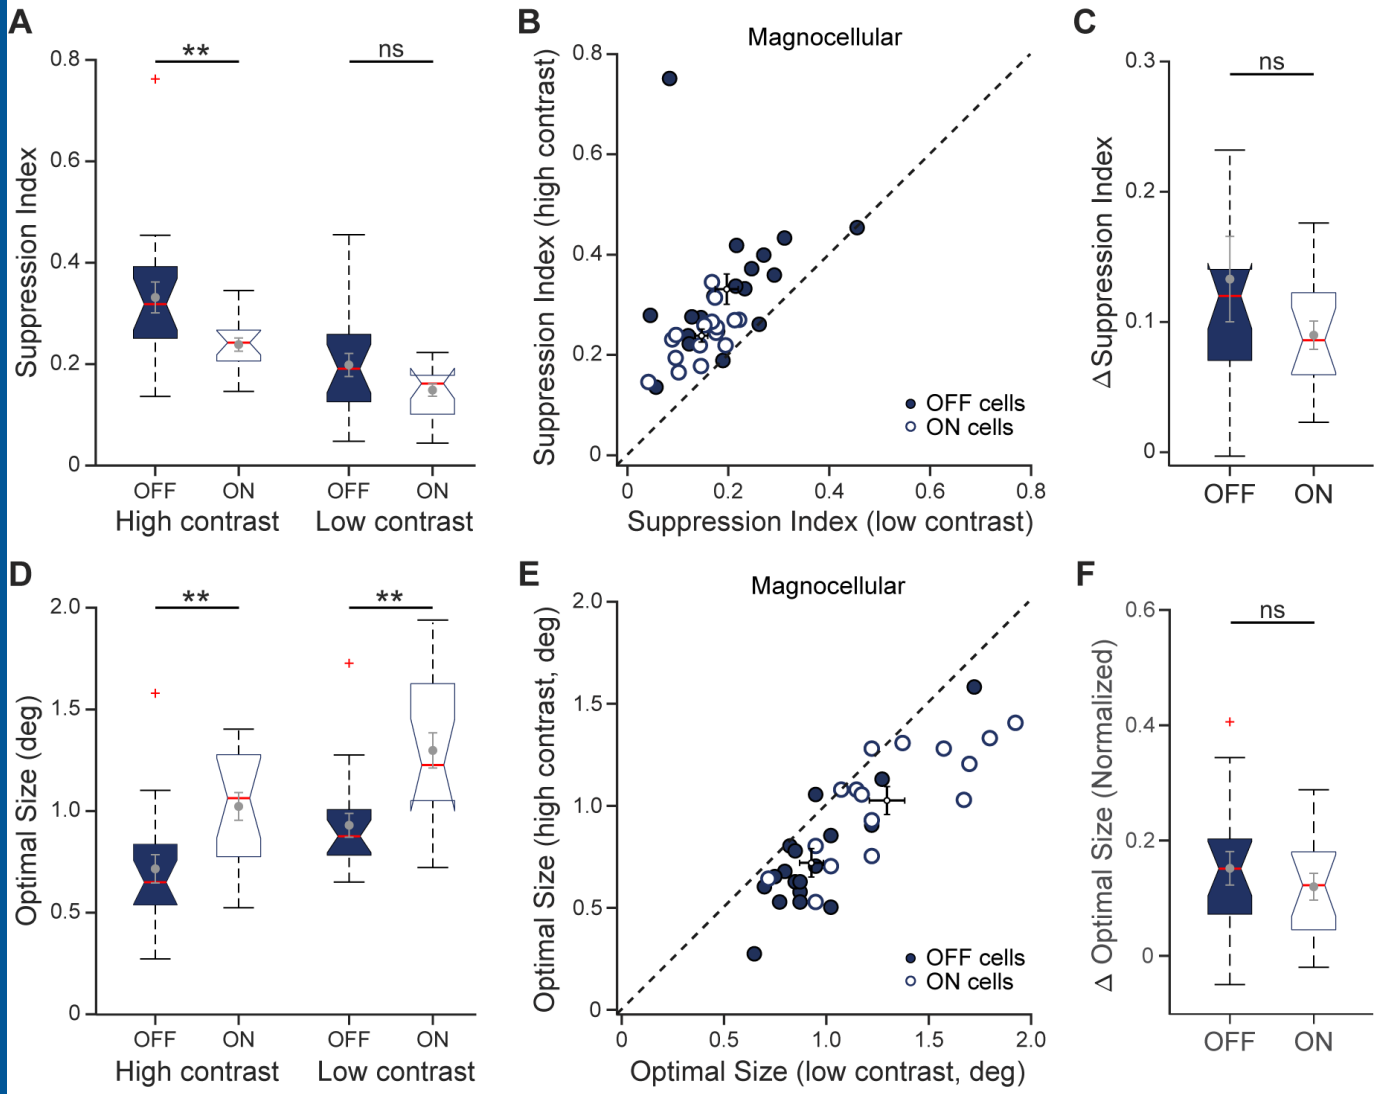 A
**
ns
0.8
0.6
0.4
0.2
0
Suppression Index
OFF
ON
OFF
ON
High contrast
Low contrast
B
Magnocellular
0.8
0.6
0.4
0.2
0
Suppression Index (high contrast)
OFF cells
ON cells
0
0.2
0.4
0.6
0.8
Suppression Index (low contrast)
C
ns
0.3
0.2
0.1
0
ΔSuppression Index
OFF
ON
D
**
**
2.0
1.5
1.0
0.5
0
Optimal Size (deg)
OFF
ON
OFF
ON
High contrast
Low contrast
E
Magnocellular
2.0
1.5
1.0
0.5
0
Optimal Size (high contrast, deg)
OFF cells
ON cells
0
0.5
1.0
1.5
2.0
Optimal Size (low contrast, deg)
F
ns
0.6
0.4
0.2
0
Δ Optimal Size (Normalized)
OFF
ON